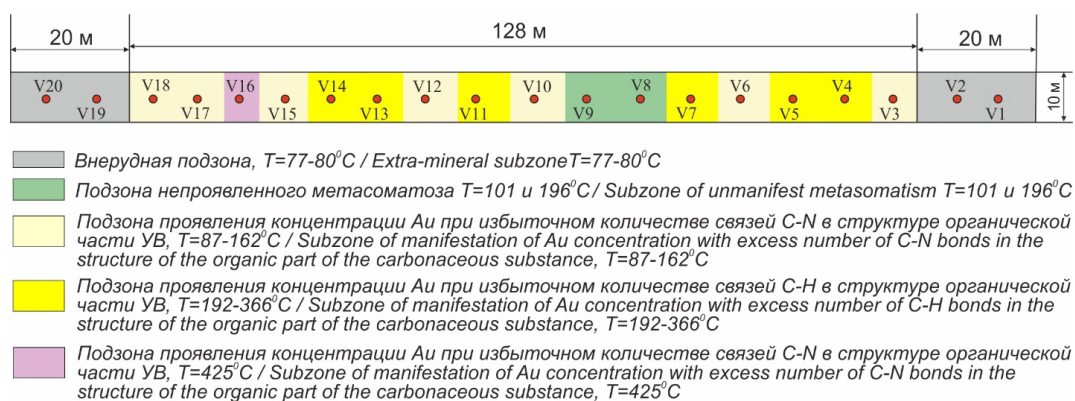 20 м 128 м 20 м
V20 V18 V16 V14 V12 V10 V8 V6 V4 V2
V19 V17 V15 V13 V11 V9 V7 V5 V3 V1
10 м
Внерудная подзона, T=77-80⁰C / Extra-mineral subzoneT=77-80⁰C
Подзона непроявленного метасоматоза T=101 и 196⁰C / Subzone of unmanifest metasomatism T=101 и 196⁰C
Подзона проявления концентрации Au при избыточном количестве связей C-N в структуре органической
части УВ, T=87-162⁰C / Subzone of manifestation of Au concentration with excess number of C-N bonds in the
structure of the organic part of the carbonaceous substance, T=87-162⁰C
Подзона проявления концентрации Au при избыточном количестве связей C-H в структуре органической
части УВ, T=192-366⁰C / Subzone of manifestation of Au concentration with excess number of C-H bonds in the
structure of the organic part of the carbonaceous substance, T=192-366⁰C
Подзона проявления концентрации Au при избыточном количестве связей C-N в структуре органической
части УВ, T=425⁰C / Subzone of manifestation of Au concentration with excess number of C-N bonds in the
structure of the organic part of the carbonaceous substance, T=425⁰C